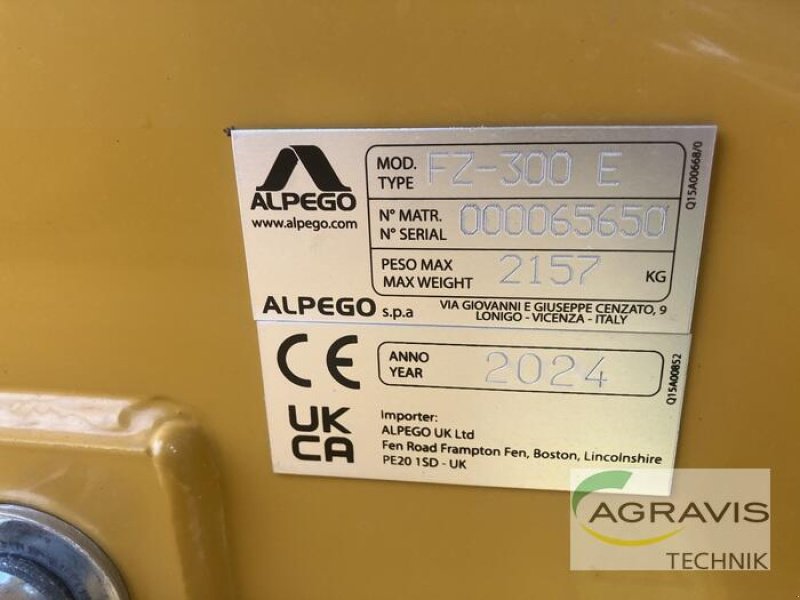 ALPEGO
www.alpego.com
MOD. TYPE FZ-300 E
N° MATR. N° SERIAL 000065650
PESO MAX MAX WEIGHT 2157 KG
ALPEGO s.p.a
VIA GIOVANNI E GIUSEPPE CENZATO, 9
LONIGO - VICENZA - ITALY
Q15A00668/0
CE
ANNO YEAR 2024
Q15A00852
UK
CA
Importer:
ALPEGO UK Ltd
Fen Road Frampton Fen, Boston, Lincolnshire
PE20 1SD - UK
AGRAVIS
TECHNIK